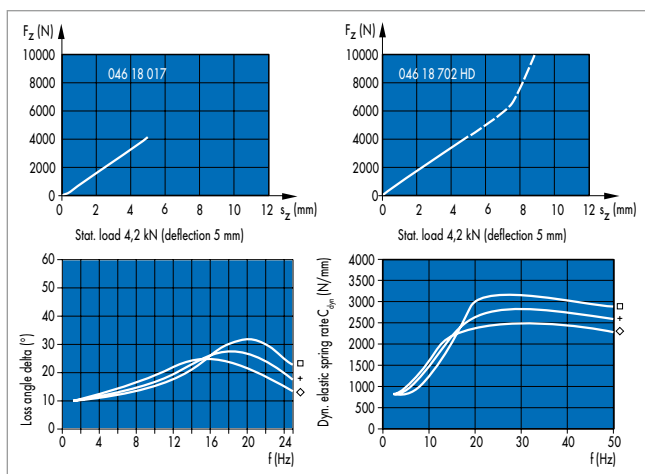 F_z (N)
10000
8000
6000
4000
2000
0
046 18 017
0 2 4 6 8 10 12
s_z (mm)
Stat. load 4,2 kN (deflection 5 mm)
F_z (N)
10000
8000
6000
4000
2000
0
046 18 702 HD
0 2 4 6 8 10 12
s_z (mm)
Stat. load 4,2 kN (deflection 5 mm)
Loss angle delta (°)
60
50
40
30
20
10
0
□
+
◇
0 4 8 12 16 20 24
f (Hz)
Dyn. elastic spring rate C_dyn (N/mm)
4000
3500
3000
2500
2000
1500
1000
500
0
□
+
◇
0 10 20 30 40 50
f (Hz)